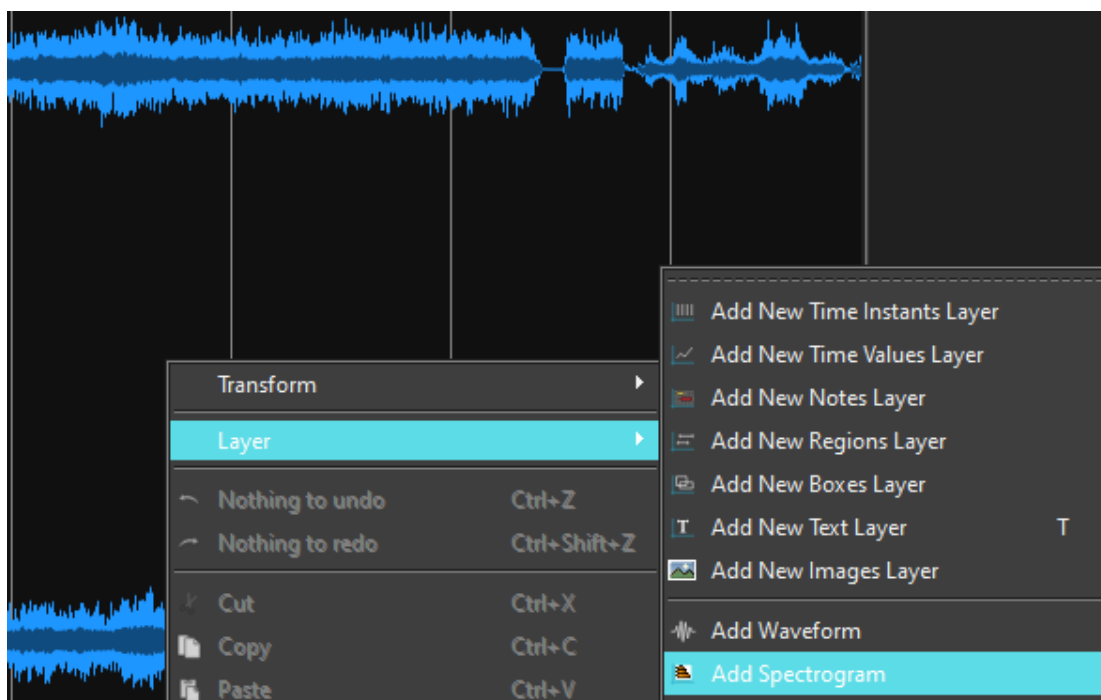 Transform
Layer
Nothing to undo Ctrl+Z
Nothing to redo Ctrl+Shift+Z
Cut Ctrl+X
Copy Ctrl+C
Paste Ctrl+V
Add New Time Instants Layer
Add New Time Values Layer
Add New Notes Layer
Add New Regions Layer
Add New Boxes Layer
T Add New Text Layer T
Add New Images Layer
Add Waveform
Add Spectrogram